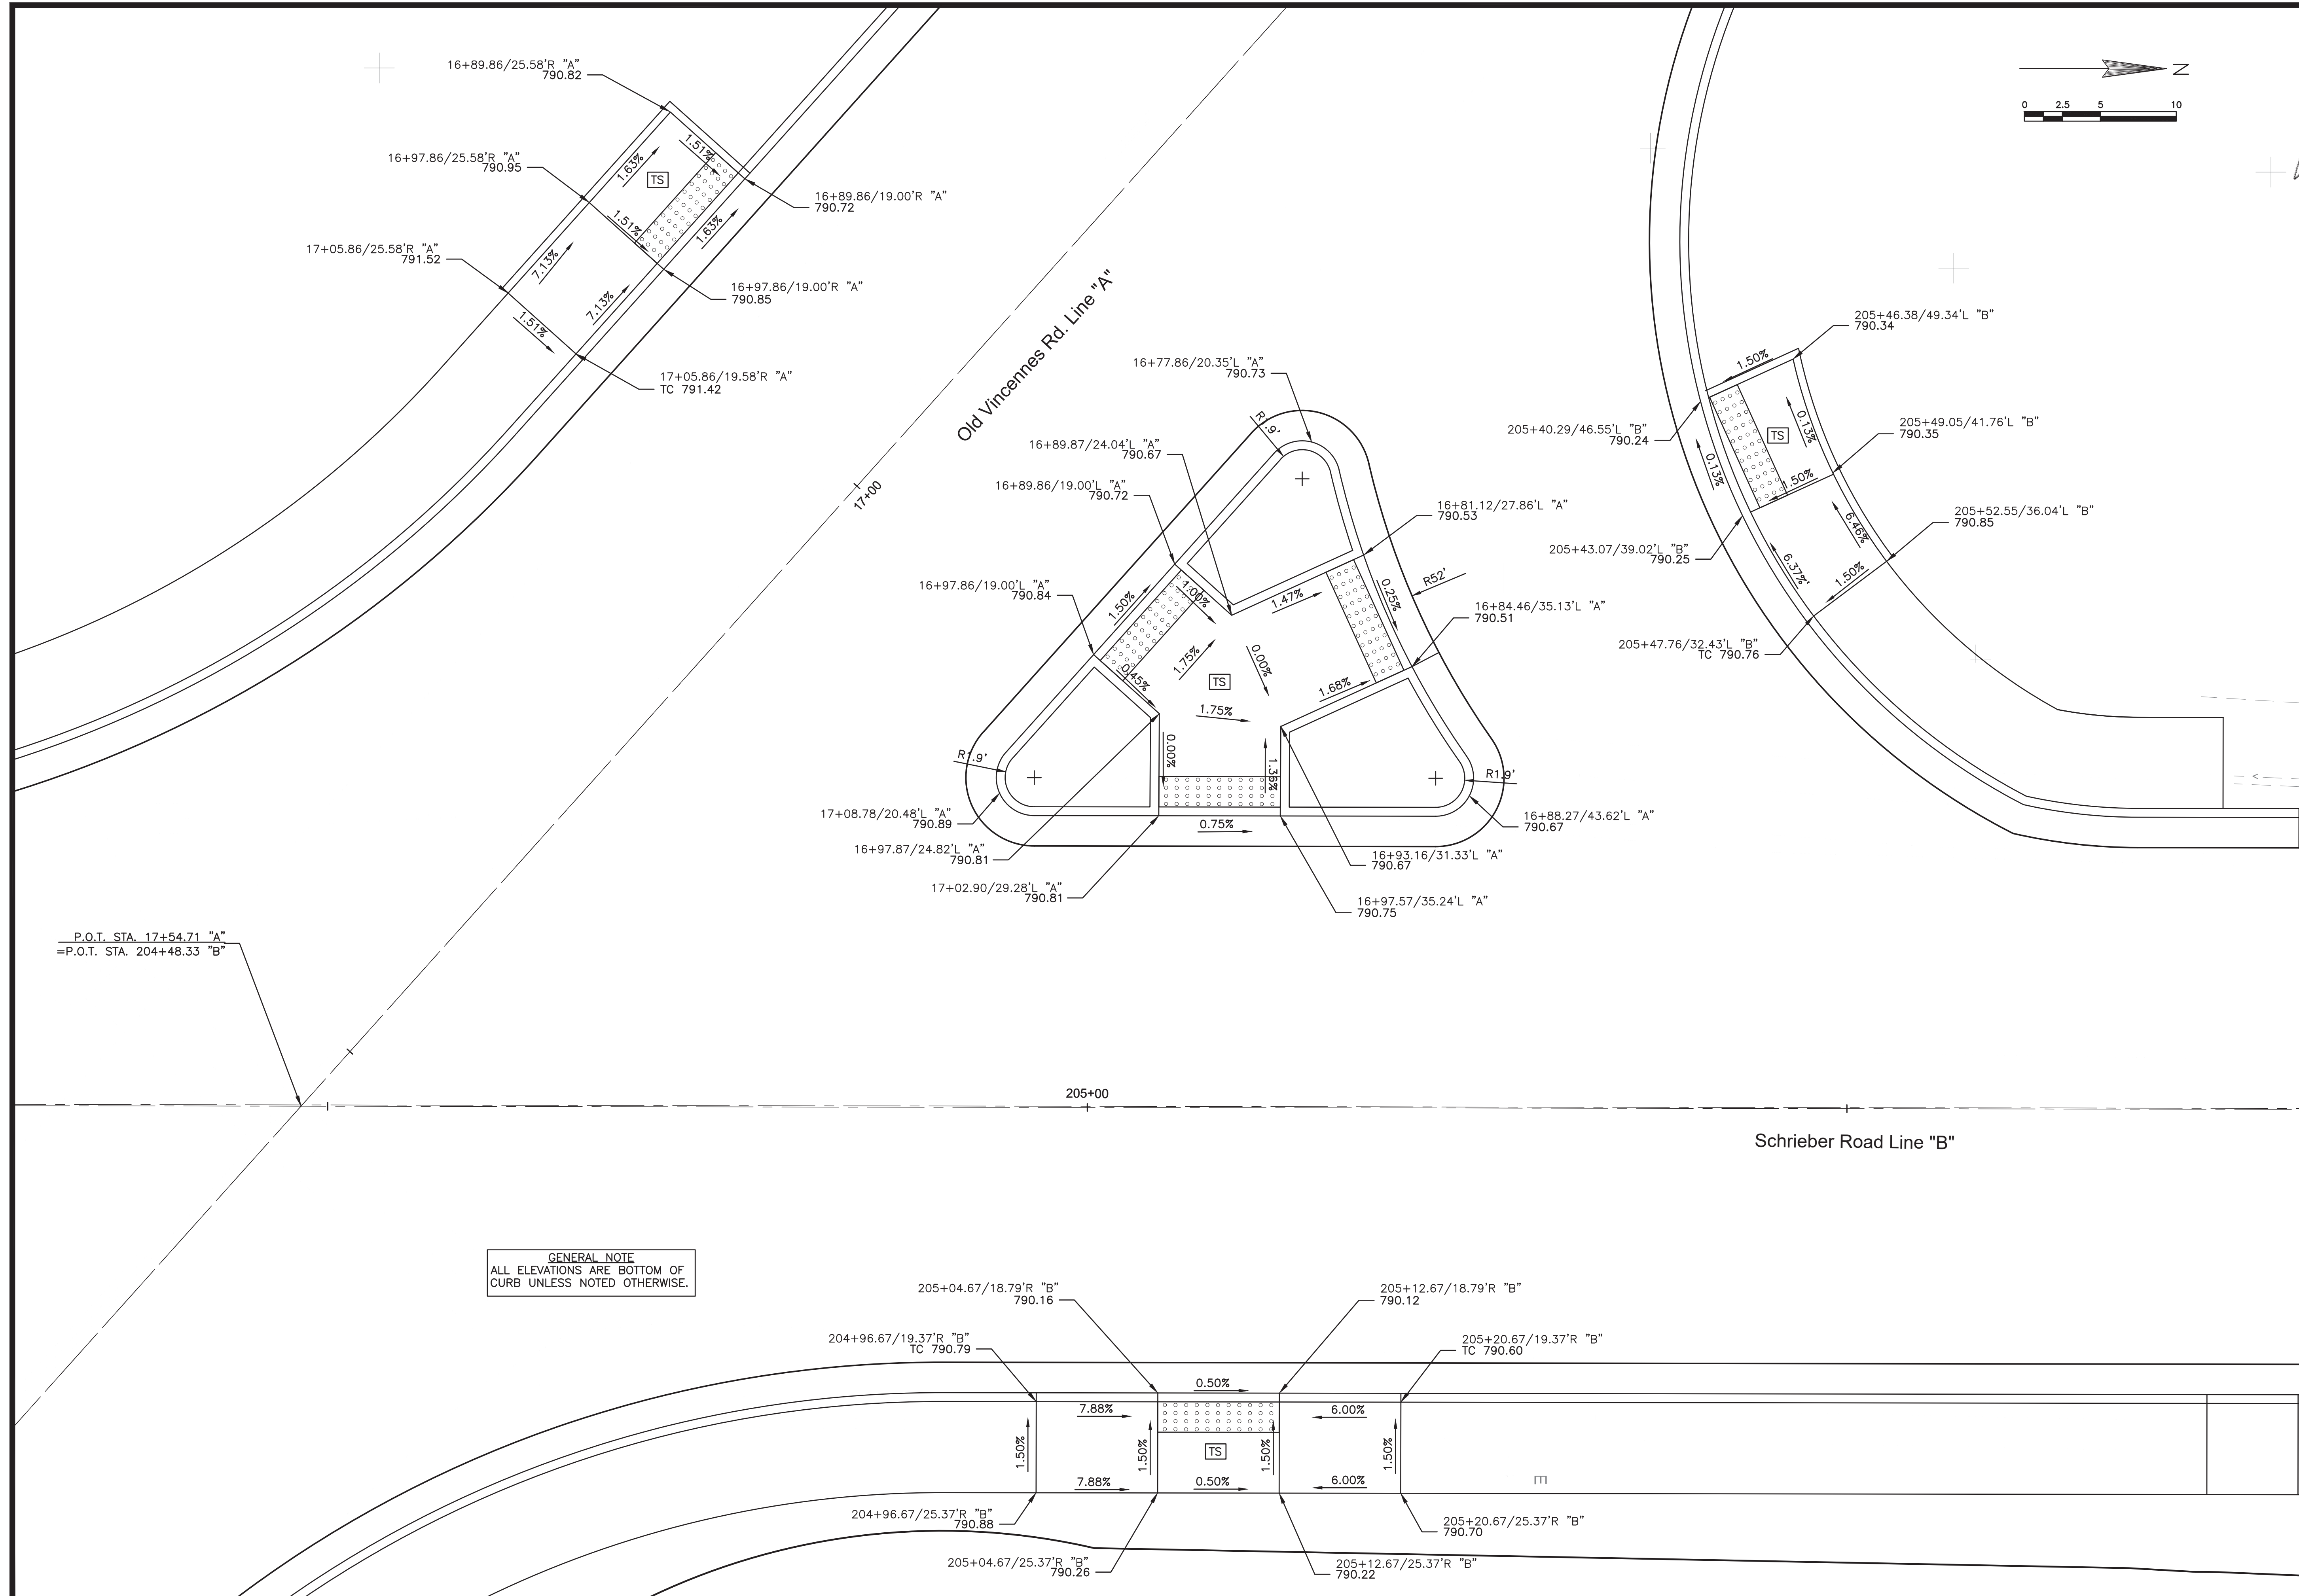 16+89.86/25.58'R "A"
790.82
16+97.86/25.58'R "A"
790.95
17+05.86/25.58'R "A"
791.52
1.63%
1.51%
TS
1.51%
1.63%
7.13%
7.13%
1.51%
16+89.86/19.00'R "A"
790.72
16+97.86/19.00'R "A"
790.85
17+05.86/19.58'R "A"
TC 791.42
Old Vincennes Rd. Line "A"
17+00
N
0 2.5 5 10
16+77.86/20.35'L "A"
790.73
R1.9'
16+89.87/24.04'L "A"
790.67
16+89.86/19.00'L "A"
790.72
16+97.86/19.00'L "A"
790.84
16+81.12/27.86'L "A"
790.53
R52'
16+84.46/35.13'L "A"
790.51
1.50%
1.00%
1.47%
0.25%
1.75%
0.00%
0.45%
TS
1.68%
1.75%
0.00%
1.36%
0.75%
R1.9'
R1.9'
17+08.78/20.48'L "A"
790.89
16+97.87/24.82'L "A"
790.81
17+02.90/29.28'L "A"
790.81
16+88.27/43.62'L "A"
790.67
16+93.16/31.33'L "A"
790.67
16+97.57/35.24'L "A"
790.75
205+46.38/49.34'L "B"
790.34
205+40.29/46.55'L "B"
790.24
205+49.05/41.76'L "B"
790.35
205+43.07/39.02'L "B"
790.25
205+52.55/36.04'L "B"
790.85
205+47.76/32.43'L "B"
TC 790.76
1.50%
0.13%
TS
0.13%
1.50%
6.46%
6.37%'
1.50%
P.O.T. STA. 17+54.71 "A"
=P.O.T. STA. 204+48.33 "B"
205+00
Schrieber Road Line "B"
GENERAL NOTE
ALL ELEVATIONS ARE BOTTOM OF
CURB UNLESS NOTED OTHERWISE.
205+04.67/18.79'R "B"
790.16
205+12.67/18.79'R "B"
790.12
204+96.67/19.37'R "B"
TC 790.79
205+20.67/19.37'R "B"
TC 790.60
0.50%
7.88%
6.00%
1.50%
1.50%
TS
1.50%
1.50%
7.88%
0.50%
6.00%
E
204+96.67/25.37'R "B"
790.88
205+20.67/25.37'R "B"
790.70
205+04.67/25.37'R "B"
790.26
205+12.67/25.37'R "B"
790.22